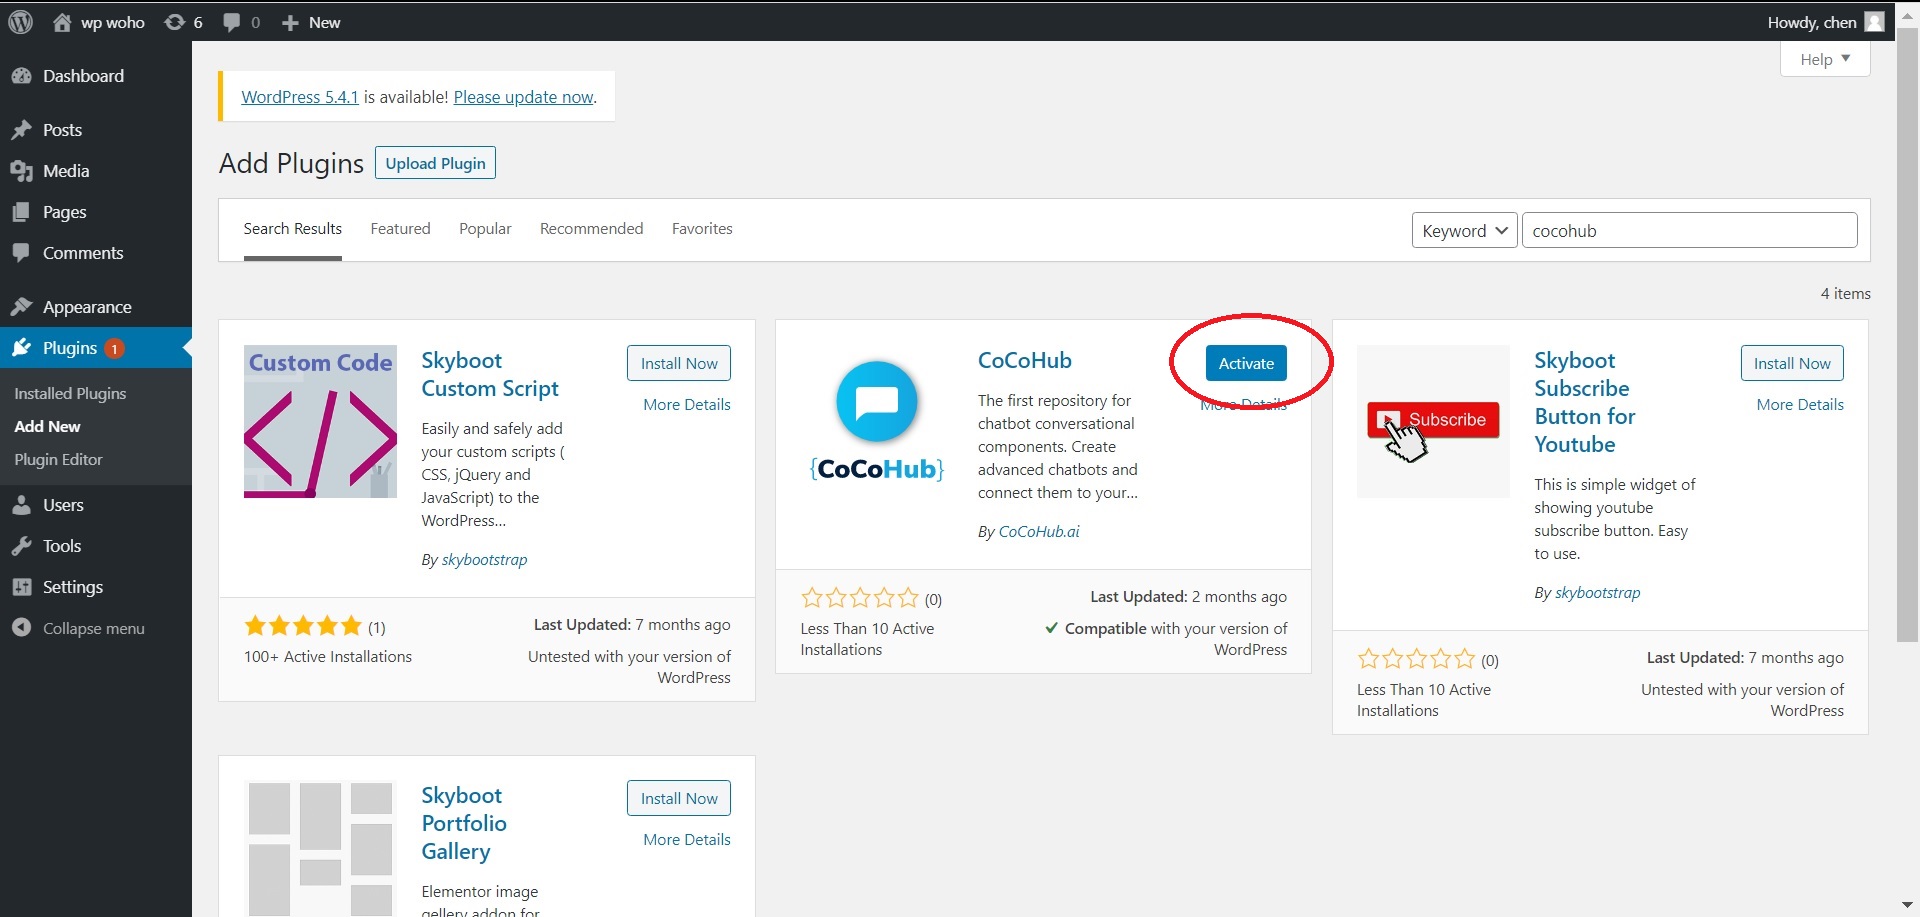 wp woho
6
0
New
Howdy, chen
Dashboard
Posts
Media
Pages
Comments
Appearance
Plugins 1
Installed Plugins
Add New
Plugin Editor
Users
Tools
Settings
Collapse menu
Help
WordPress 5.4.1 is available! Please update now.
Add Plugins
Upload Plugin
Search Results
Featured
Popular
Recommended
Favorites
Keyword
cocohub
4 items
Custom Code
Skyboot
Custom Script
Install Now
More Details
Easily and safely add
your custom scripts (
CSS, jQuery and
JavaScript) to the
WordPress...
By skybootstrap
(1)
100+ Active Installations
Last Updated: 7 months ago
Untested with your version of
WordPress
{CoCoHub}
CoCoHub
Activate
More Details
The first repository for
chatbot conversational
components. Create
advanced chatbots and
connect them to your...
By CoCoHub.ai
(0)
Less Than 10 Active
Installations
Last Updated: 2 months ago
Compatible with your version of
WordPress
Subscribe
Skyboot
Subscribe
Button for
Youtube
Install Now
More Details
This is simple widget of
showing youtube
subscribe button. Easy
to use.
By skybootstrap
(0)
Less Than 10 Active
Installations
Last Updated: 7 months ago
Untested with your version of
WordPress
Skyboot
Portfolio
Gallery
Install Now
More Details
Elementor image
gellery addon for